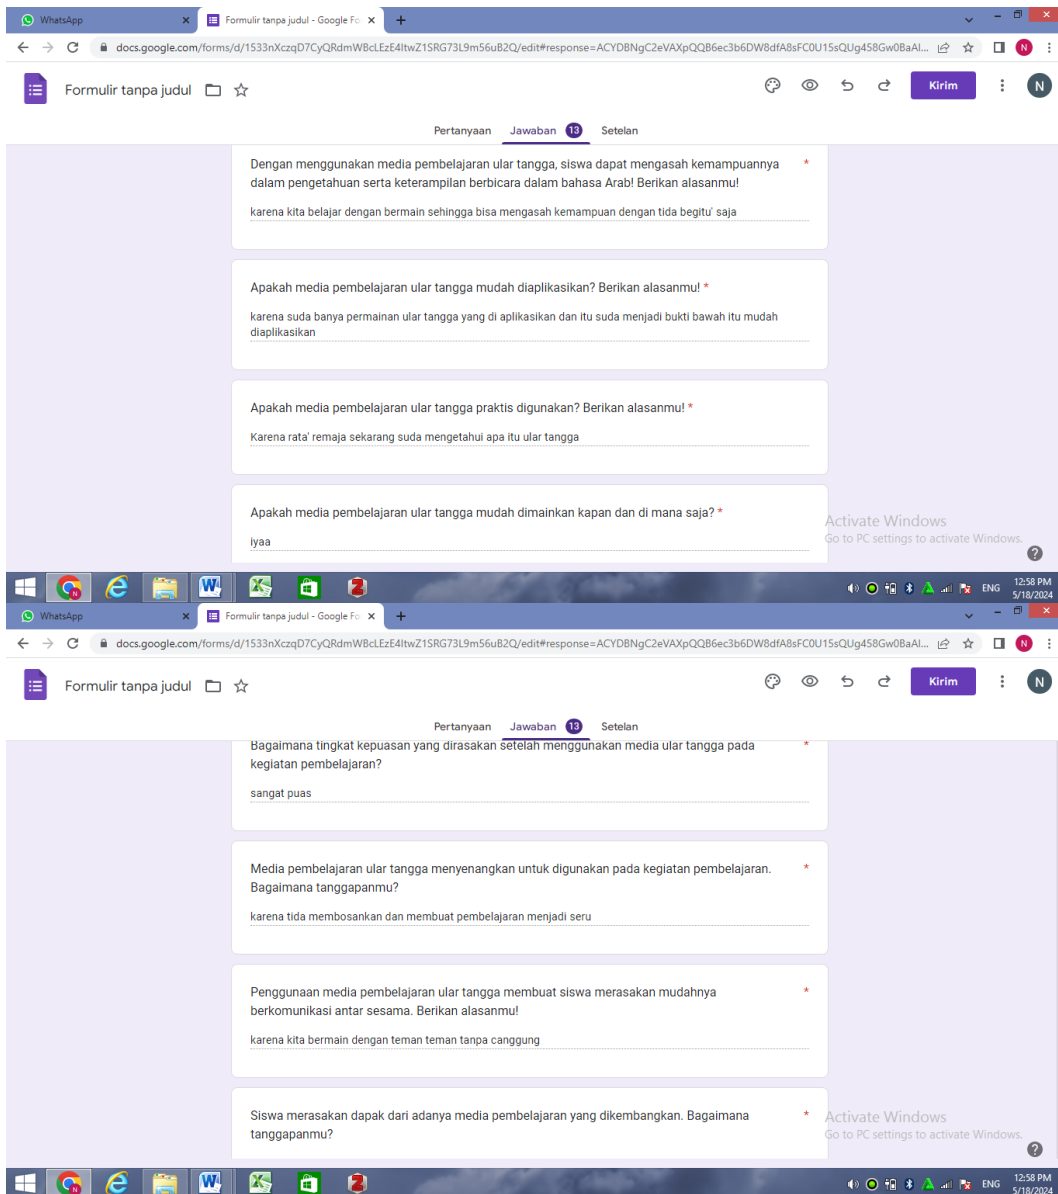 WhatsApp
Formulir tanpa judul - Google Fo
docs.google.com/forms/d/1533nXczqD7CyQRdmWBcLEzE4ltwZ1SRG73L9m56uB2Q/edit#response=ACYDBNgC2eVAXpQQB6ec3b6DW8dfA8sFC0U15sQUg458Gw0BaAl...
N
Formulir tanpa judul
Kirim
N
Pertanyaan Jawaban 13 Setelan
Dengan menggunakan media pembelajaran ular tangga, siswa dapat mengasah kemampuannya *
dalam pengetahuan serta keterampilan berbicara dalam bahasa Arab! Berikan alasanmu!
karena kita belajar dengan bermain sehingga bisa mengasah kemampuan dengan tida begitu' saja
Apakah media pembelajaran ular tangga mudah diaplikasikan? Berikan alasanmu! *
karena suda banya permainan ular tangga yang di aplikasikan dan itu suda menjadi bukti bawah itu mudah
diaplikasikan
Apakah media pembelajaran ular tangga praktis digunakan? Berikan alasanmu! *
Karena rata' remaja sekarang suda mengetahui apa itu ular tangga
Apakah media pembelajaran ular tangga mudah dimainkan kapan dan di mana saja? *
iyaa
Activate Windows
Go to PC settings to activate Windows.
ENG 12:58 PM
5/18/2024
WhatsApp
Formulir tanpa judul - Google Fo
docs.google.com/forms/d/1533nXczqD7CyQRdmWBcLEzE4ltwZ1SRG73L9m56uB2Q/edit#response=ACYDBNgC2eVAXpQQB6ec3b6DW8dfA8sFC0U15sQUg458Gw0BaAl...
N
Formulir tanpa judul
Kirim
N
Pertanyaan Jawaban 13 Setelan
Bagaimana tingkat kepuasan yang dirasakan setelah menggunakan media ular tangga pada *
kegiatan pembelajaran?
sangat puas
Media pembelajaran ular tangga menyenangkan untuk digunakan pada kegiatan pembelajaran. *
Bagaimana tanggapanmu?
karena tida membosankan dan membuat pembelajaran menjadi seru
Penggunaan media pembelajaran ular tangga membuat siswa merasakan mudahnya *
berkomunikasi antar sesama. Berikan alasanmu!
karena kita bermain dengan teman teman tanpa canggung
Siswa merasakan dapak dari adanya media pembelajaran yang dikembangkan. Bagaimana *
tanggapanmu?
Activate Windows
Go to PC settings to activate Windows.
ENG 12:58 PM
5/18/2024